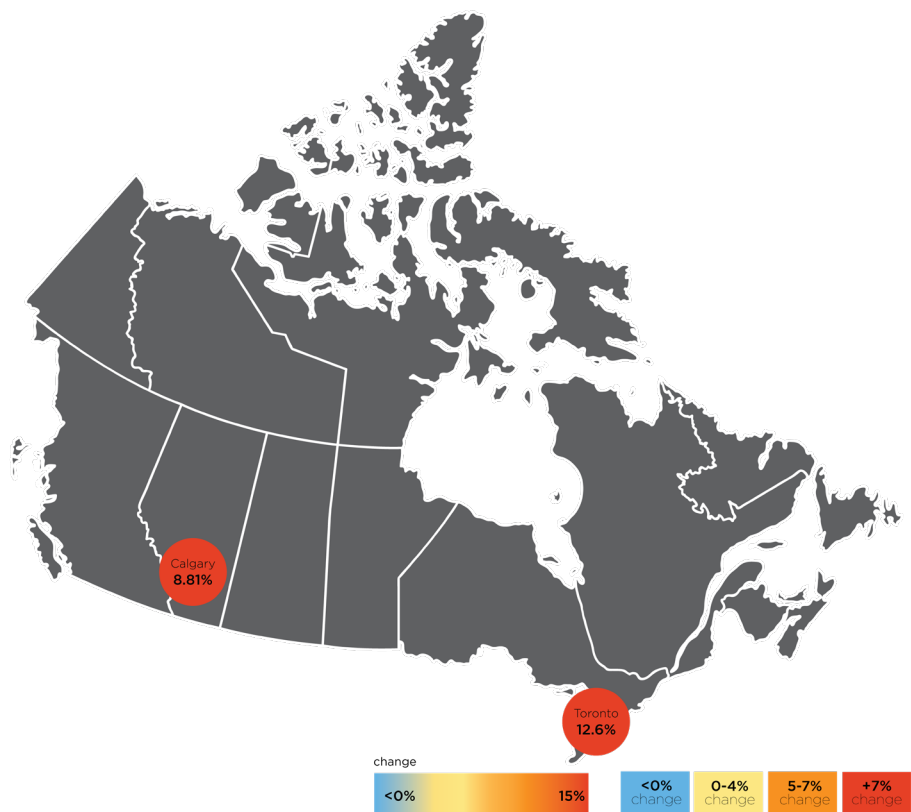 Calgary
8.81%
Toronto
12.6%
change
<0%
15%
<0%
change
0-4%
change
5-7%
change
+7%
change